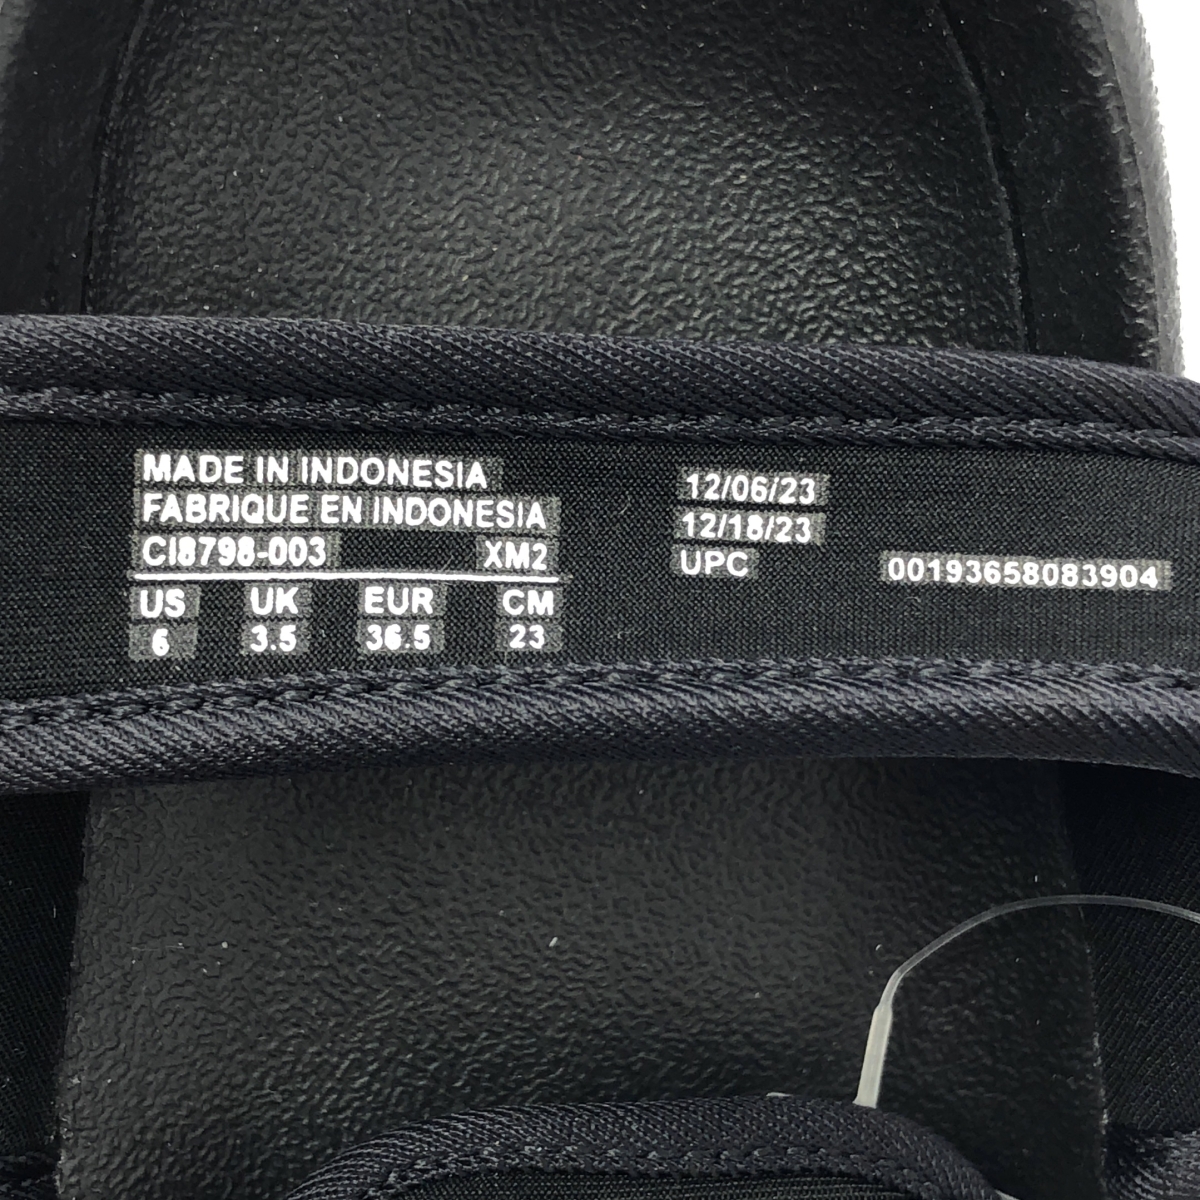 MADE IN INDONESIA
FABRIQUE EN INDONESIA
CI8798-003 XM2
US UK EUR CM
6 3.5 36.5 23
12/06/23
12/18/23
UPC 00193658083904